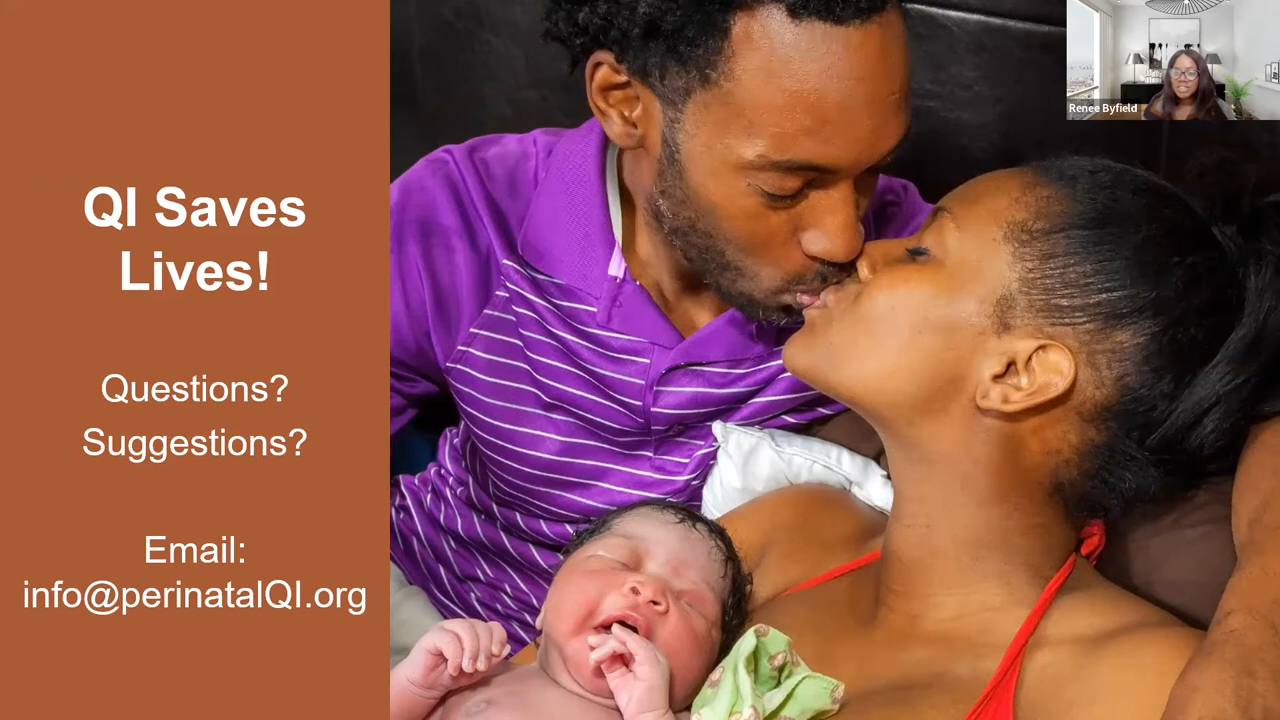 QI Saves
Lives!
Questions?
Suggestions?
Email:
info@perinatalQI.org
Renee Byfield